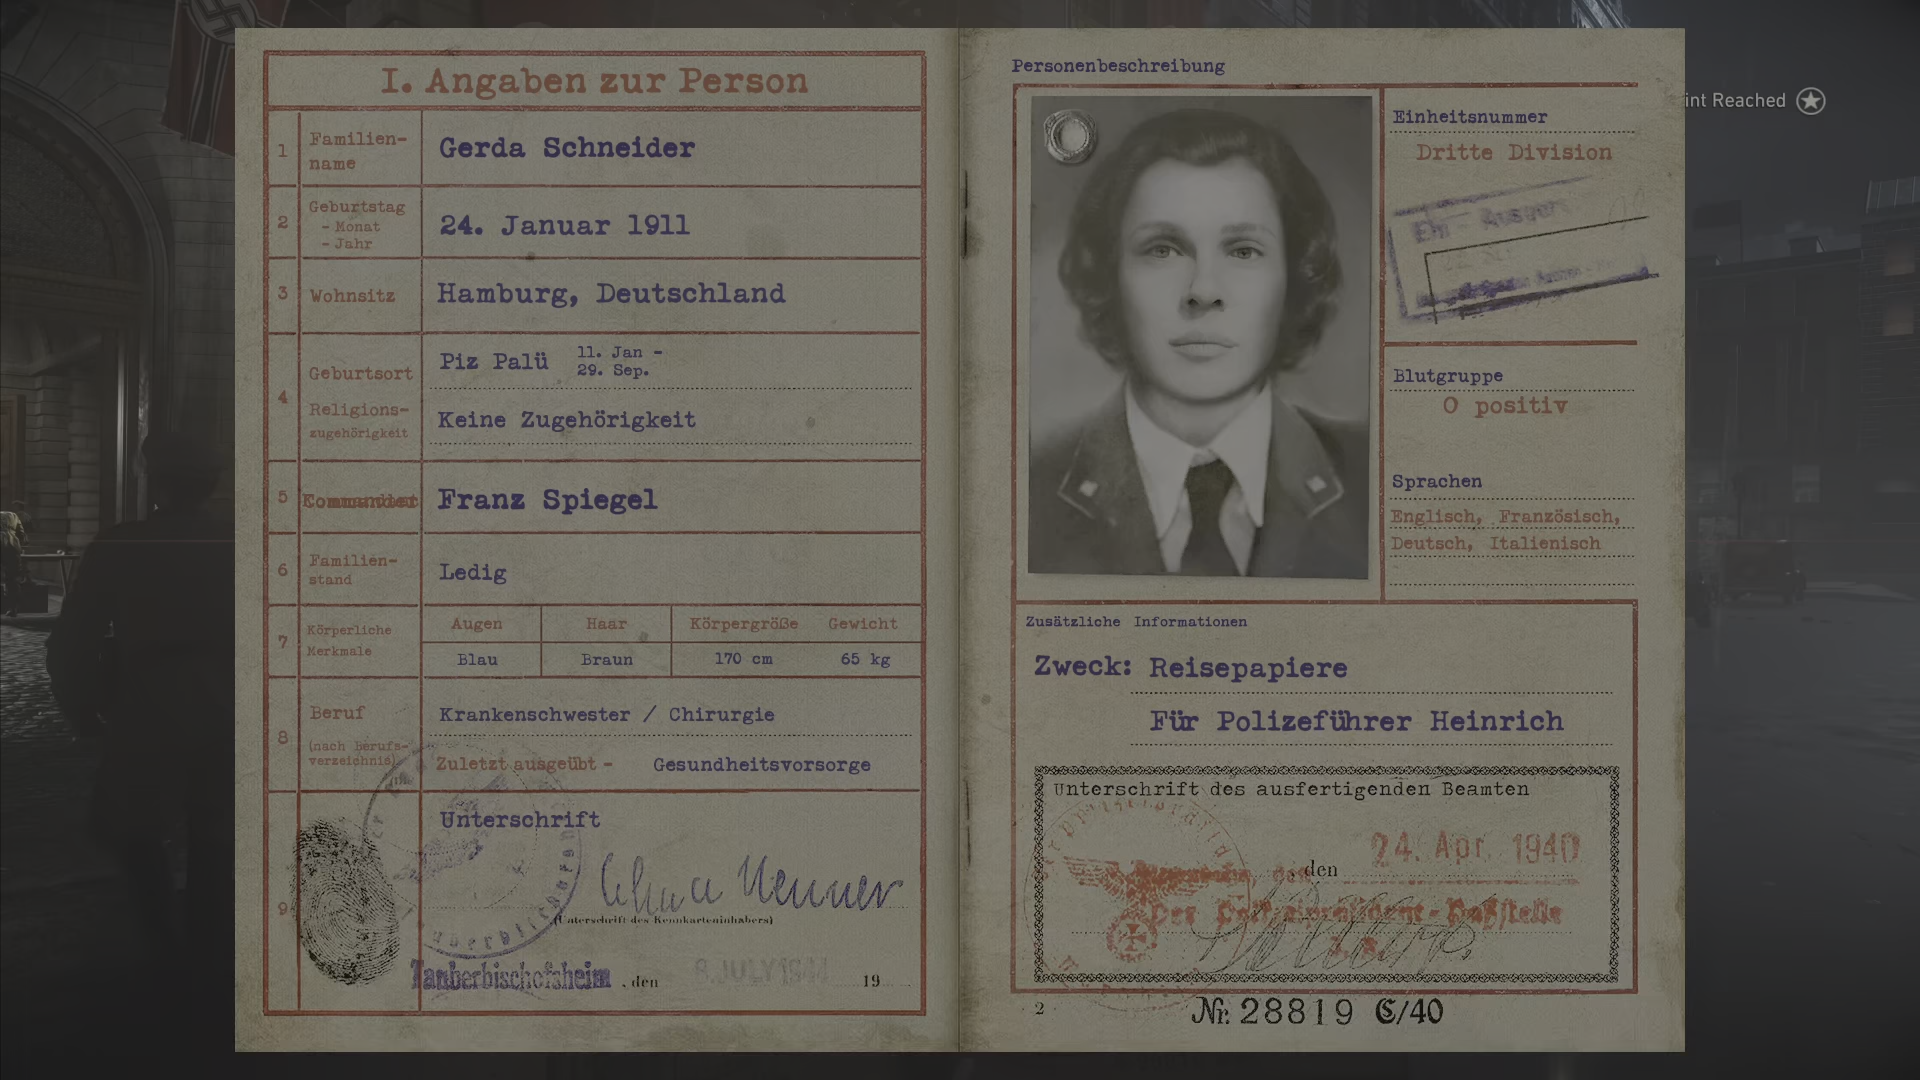 I. Angaben zur Person
1
Familien-
name
Gerda Schneider
2
Geburtstag
- Monat
- Jahr
24. Januar 1911
3
Wohnsitz
Hamburg, Deutschland
4
Geburtsort
Piz Palü
11. Jan -
29. Sep.
Religions-
zugehörigkeit
Keine Zugehörigkeit
5
Franz Spiegel
6
Familien-
stand
Ledig
7
Körperliche
Merkmale
Augen Haar Körpergröße Gewicht
Blau Braun 170 cm 65 kg
8
Beruf
(nach Berufs-
verzeichnis)
Krankenschwester / Chirurgie
Zuletzt ausgeübt - Gesundheitsvorsorge
9
Unterschrift
(Unterschrift des Kennkarteninhabers)
Tauberbischofsheim , den 8 JULY 1941 19
Personenbeschreibung
Einheitsnummer
Dritte Division
Blutgruppe
O positiv
Sprachen
Englisch, Französisch,
Deutsch, Italienisch
Zusätzliche Informationen
Zweck: Reisepapiere
Für Polizeführer Heinrich
Unterschrift des ausfertigenden Beamten
den 24. Apr. 1940
Der Polizeipräsident - Paßstelle
2
Nr. 28819 C/40
int Reached